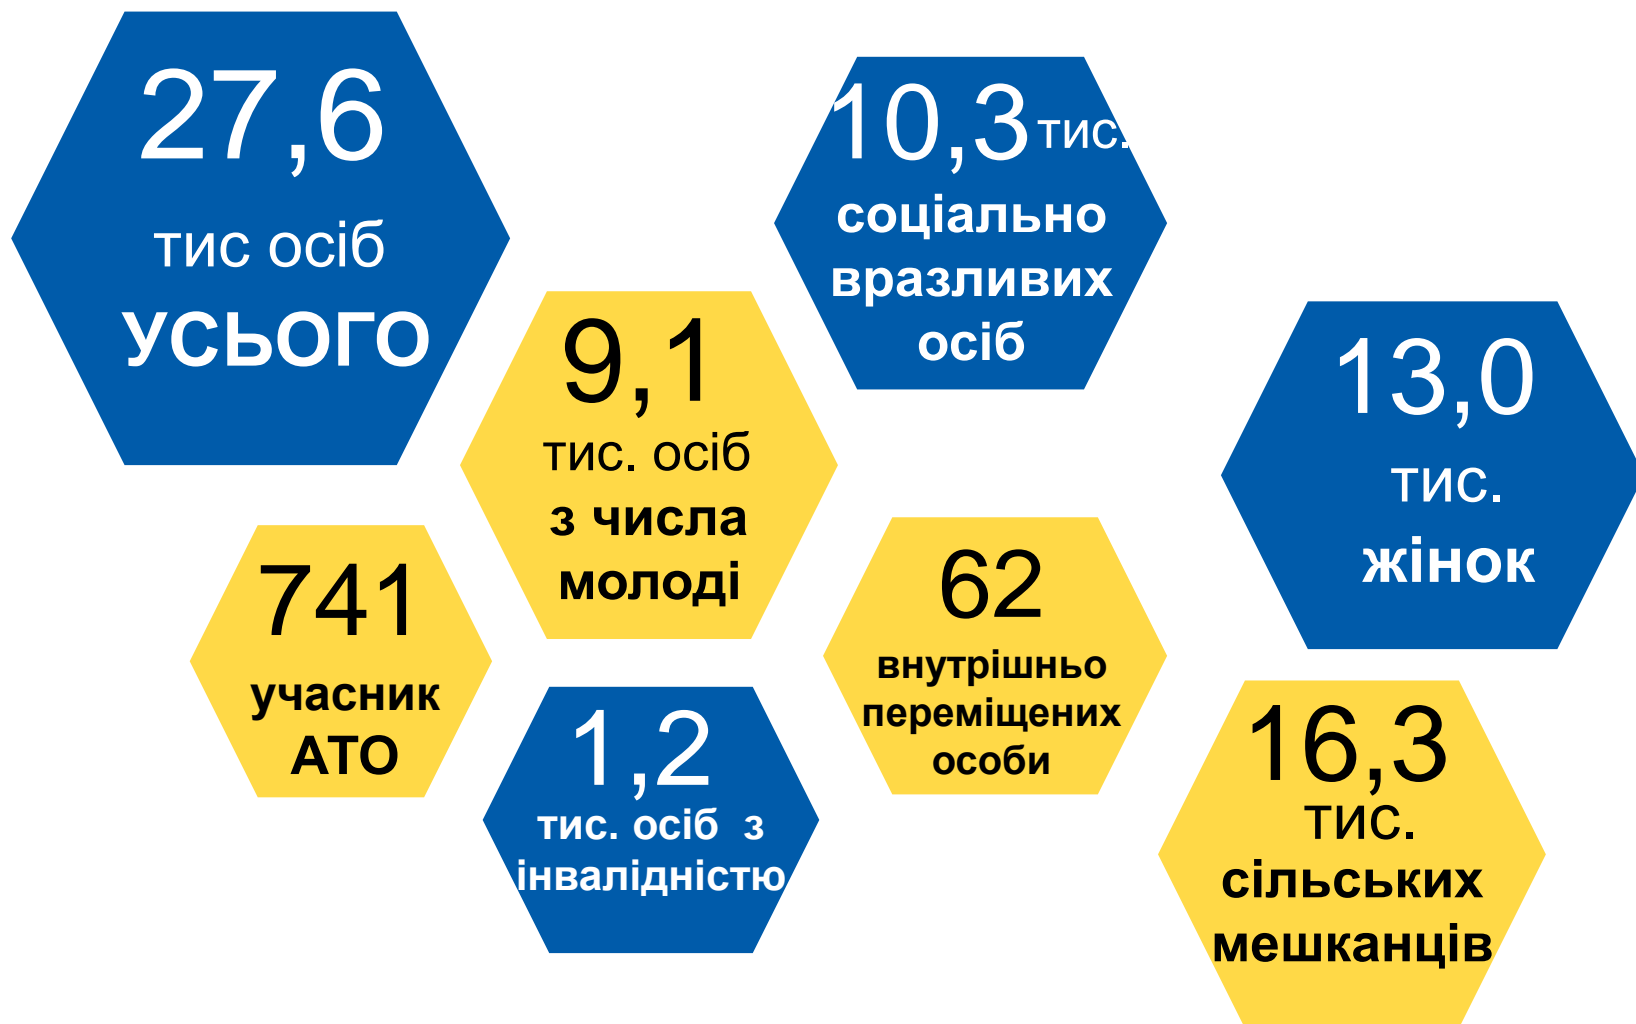 27,6
тис осіб
УСЬОГО
10,3 тис.
соціально
вразливих
осіб
9,1
тис. осіб
з числа
молоді
13,0
тис.
жінок
741
учасник
АТО
62
внутрішньо
переміщених
особи
1,2
тис. осіб з
інвалідністю
16,3
тис.
сільських
мешканців